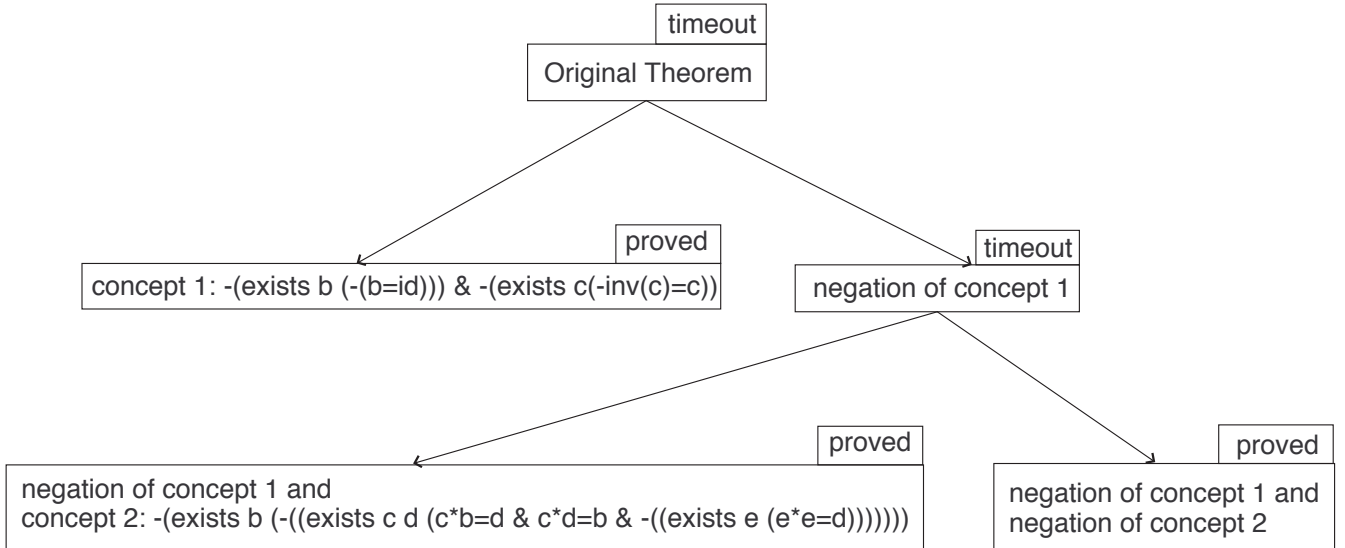 timeout
Original Theorem
proved
concept 1: -(exists b (-(b=id))) & -(exists c(-inv(c)=c))
timeout
negation of concept 1
proved
negation of concept 1 and
concept 2: -(exists b (-((exists c d (c*b=d & c*d=b & -((exists e (e*e=d)))))))
proved
negation of concept 1 and
negation of concept 2